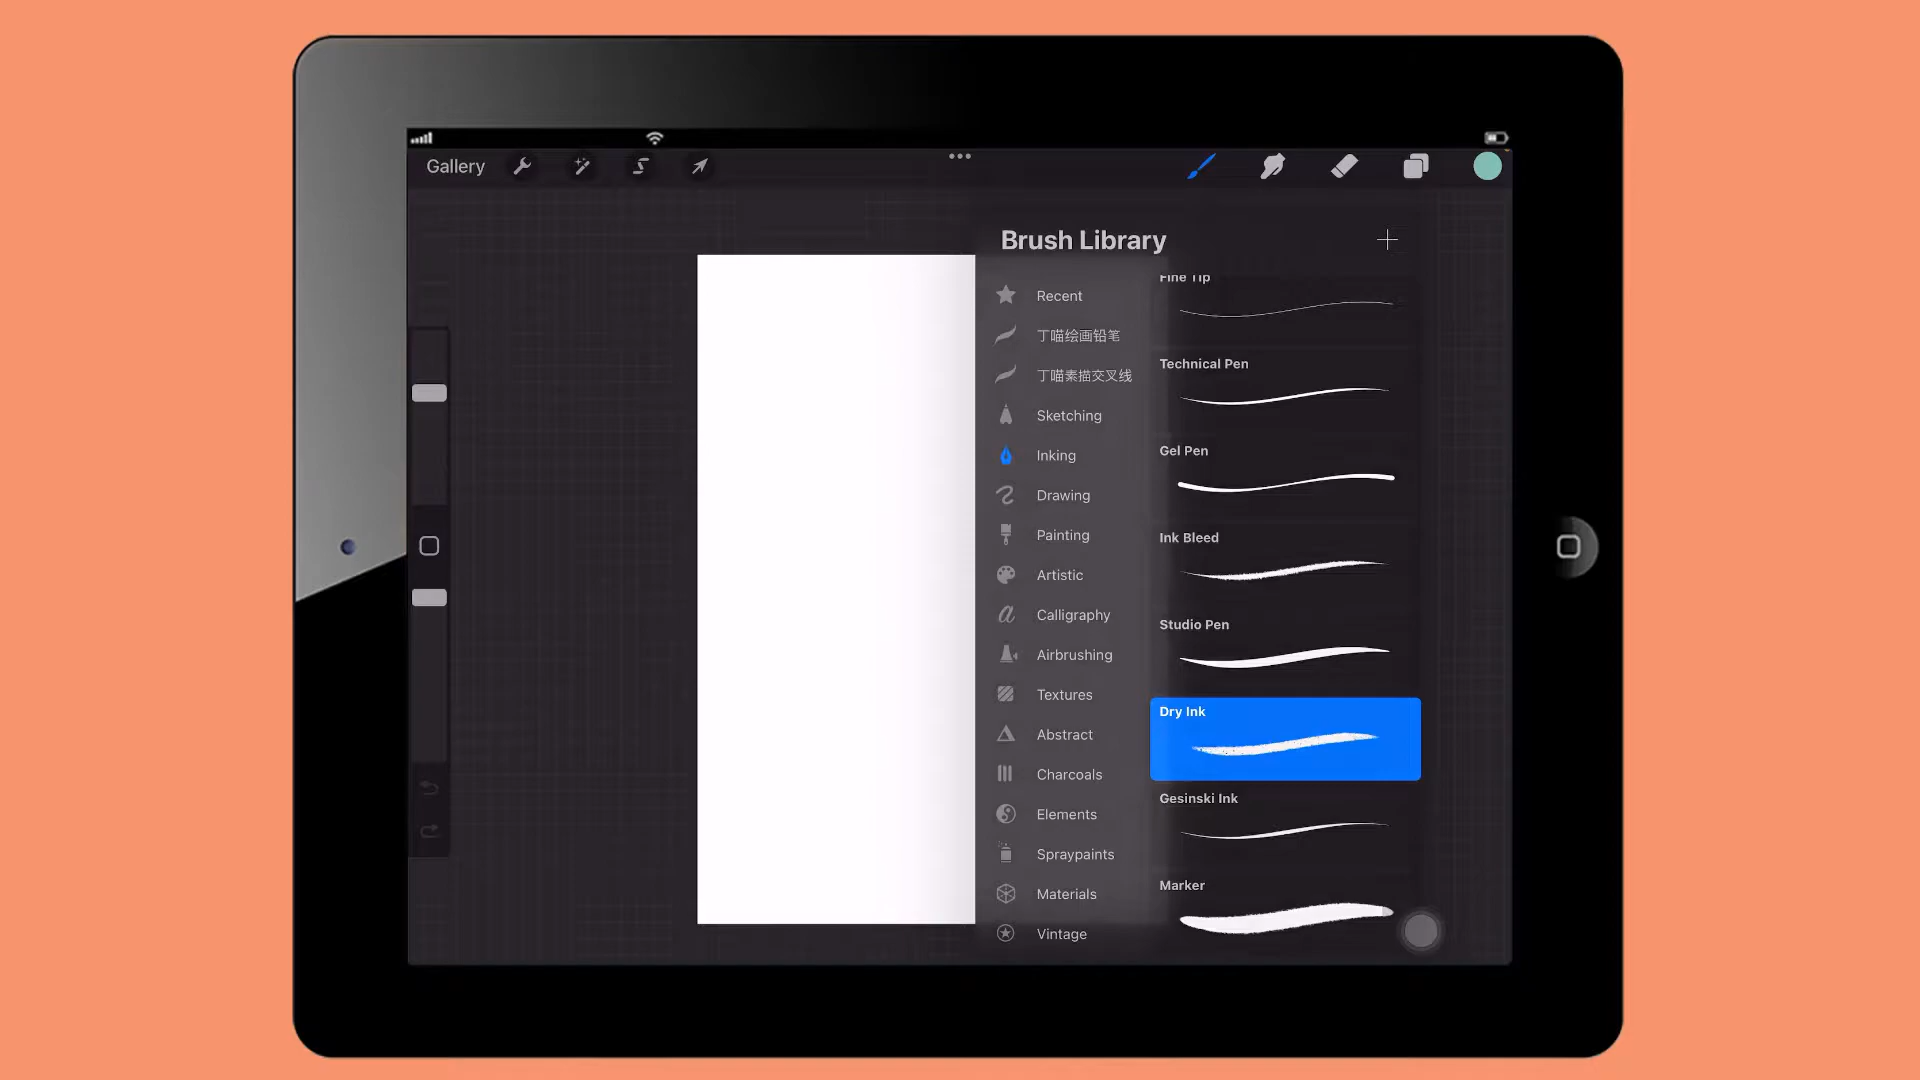 Gallery
Brush Library
Recent
丁喵绘画铅笔
丁喵素描交叉线
Sketching
Inking
Drawing
Painting
Artistic
Calligraphy
Airbrushing
Textures
Abstract
Charcoals
Elements
Spraypaints
Materials
Vintage
Fine Tip
Technical Pen
Gel Pen
Ink Bleed
Studio Pen
Dry Ink
Gesinski Ink
Marker